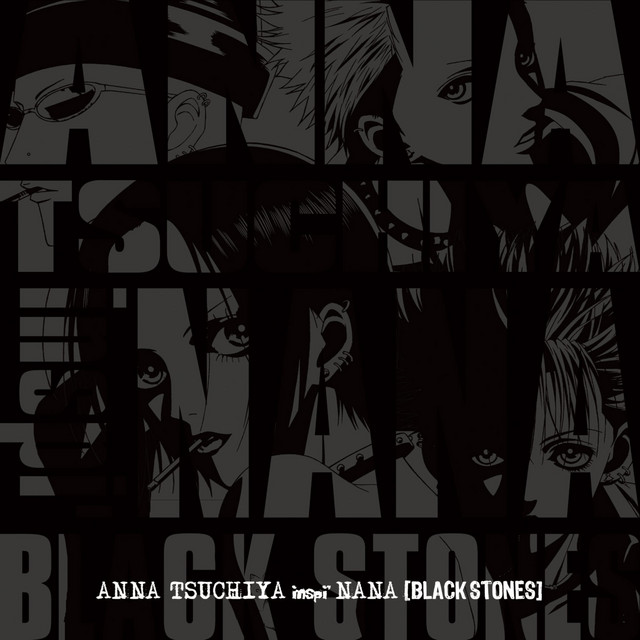 ANNA
TSUCHIYA
inspi'
NANA
BLACK STONES
ANNA TSUCHIYA inspi' NANA [BLACK STONES]